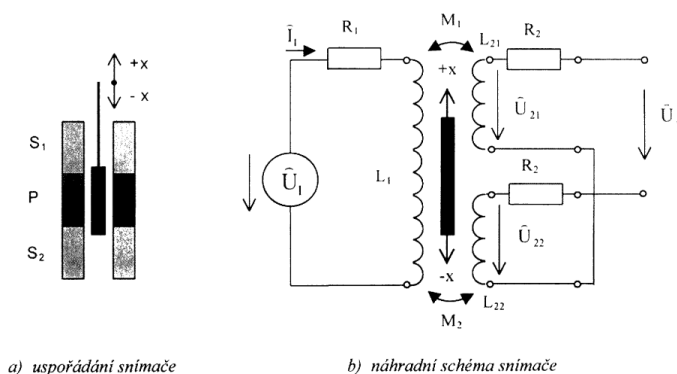 +x
- x
S1
P
S2
Î1
R1
M1
L21
R2
+x
Û21
Û
L1
Û1
R2
Û22
-x
L22
M2
a) uspořádání snímače
b) náhradní schéma snímače